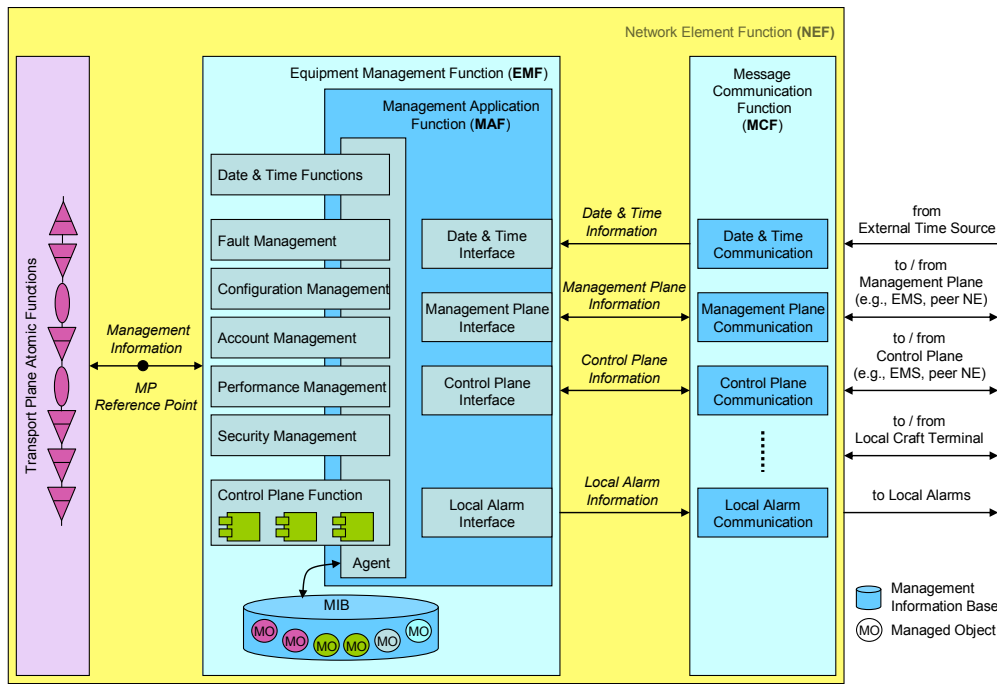 Network Element Function (NEF)
Transport Plane Atomic Functions
Management
Information
MP
Reference Point
Equipment Management Function (EMF)
Management Application
Function (MAF)
Date & Time Functions
Fault Management
Configuration Management
Account Management
Performance Management
Security Management
Control Plane Function
Agent
MIB
MO
MO
MO
MO
MO
MO
Date & Time
Interface
Management Plane
Interface
Control Plane
Interface
Local Alarm
Interface
Date & Time
Information
Management Plane
Information
Control Plane
Information
Local Alarm
Information
Message
Communication
Function
(MCF)
Date & Time
Communication
Management Plane
Communication
Control Plane
Communication
Local Alarm
Communication
from
External Time Source
to / from
Management Plane
(e.g., EMS, peer NE)
to / from
Control Plane
(e.g., EMS, peer NE)
to / from
Local Craft Terminal
to Local Alarms
Management
Information Base
MO
Managed Object